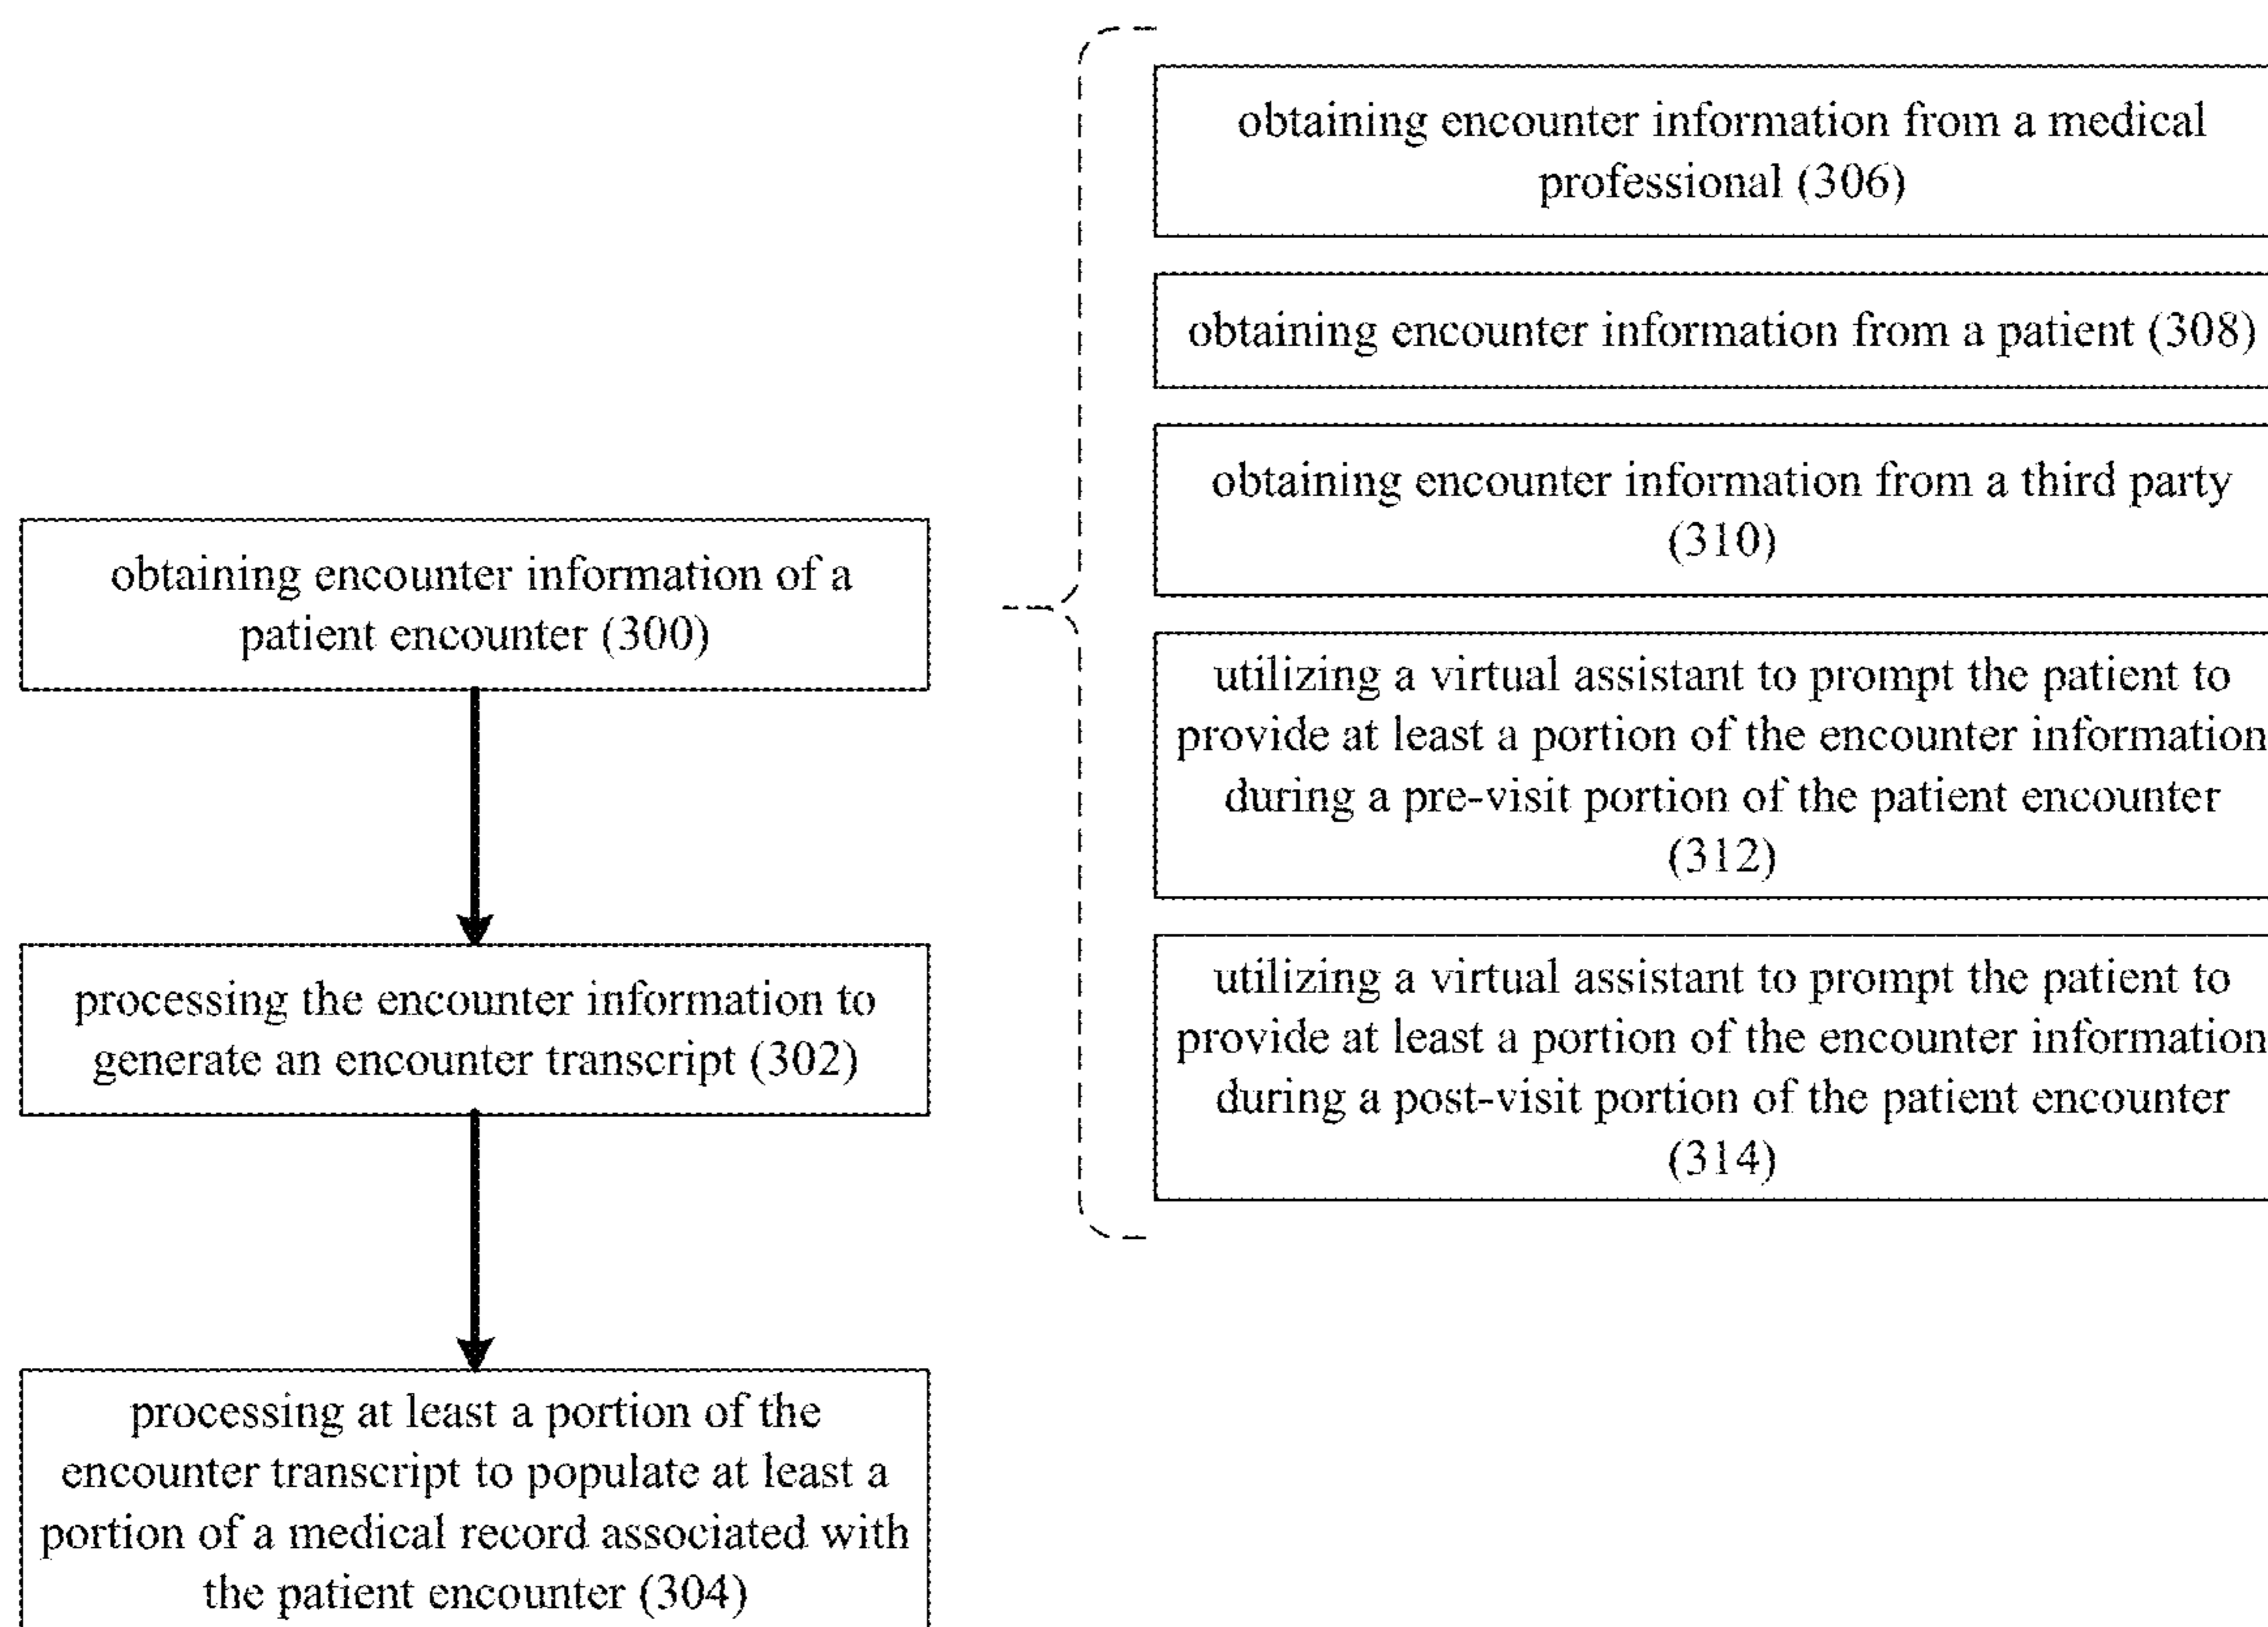 obtaining encounter information of a
patient encounter (300)
processing the encounter information to
generate an encounter transcript (302)
processing at least a portion of the
encounter transcript to populate at least a
portion of a medical record associated with
the patient encounter (304)
obtaining encounter information from a medical
professional (306)
obtaining encounter information from a patient (308)
obtaining encounter information from a third party
(310)
utilizing a virtual assistant to prompt the patient to
provide at least a portion of the encounter information
during a pre-visit portion of the patient encounter
(312)
utilizing a virtual assistant to prompt the patient to
provide at least a portion of the encounter information
during a post-visit portion of the patient encounter
(314)